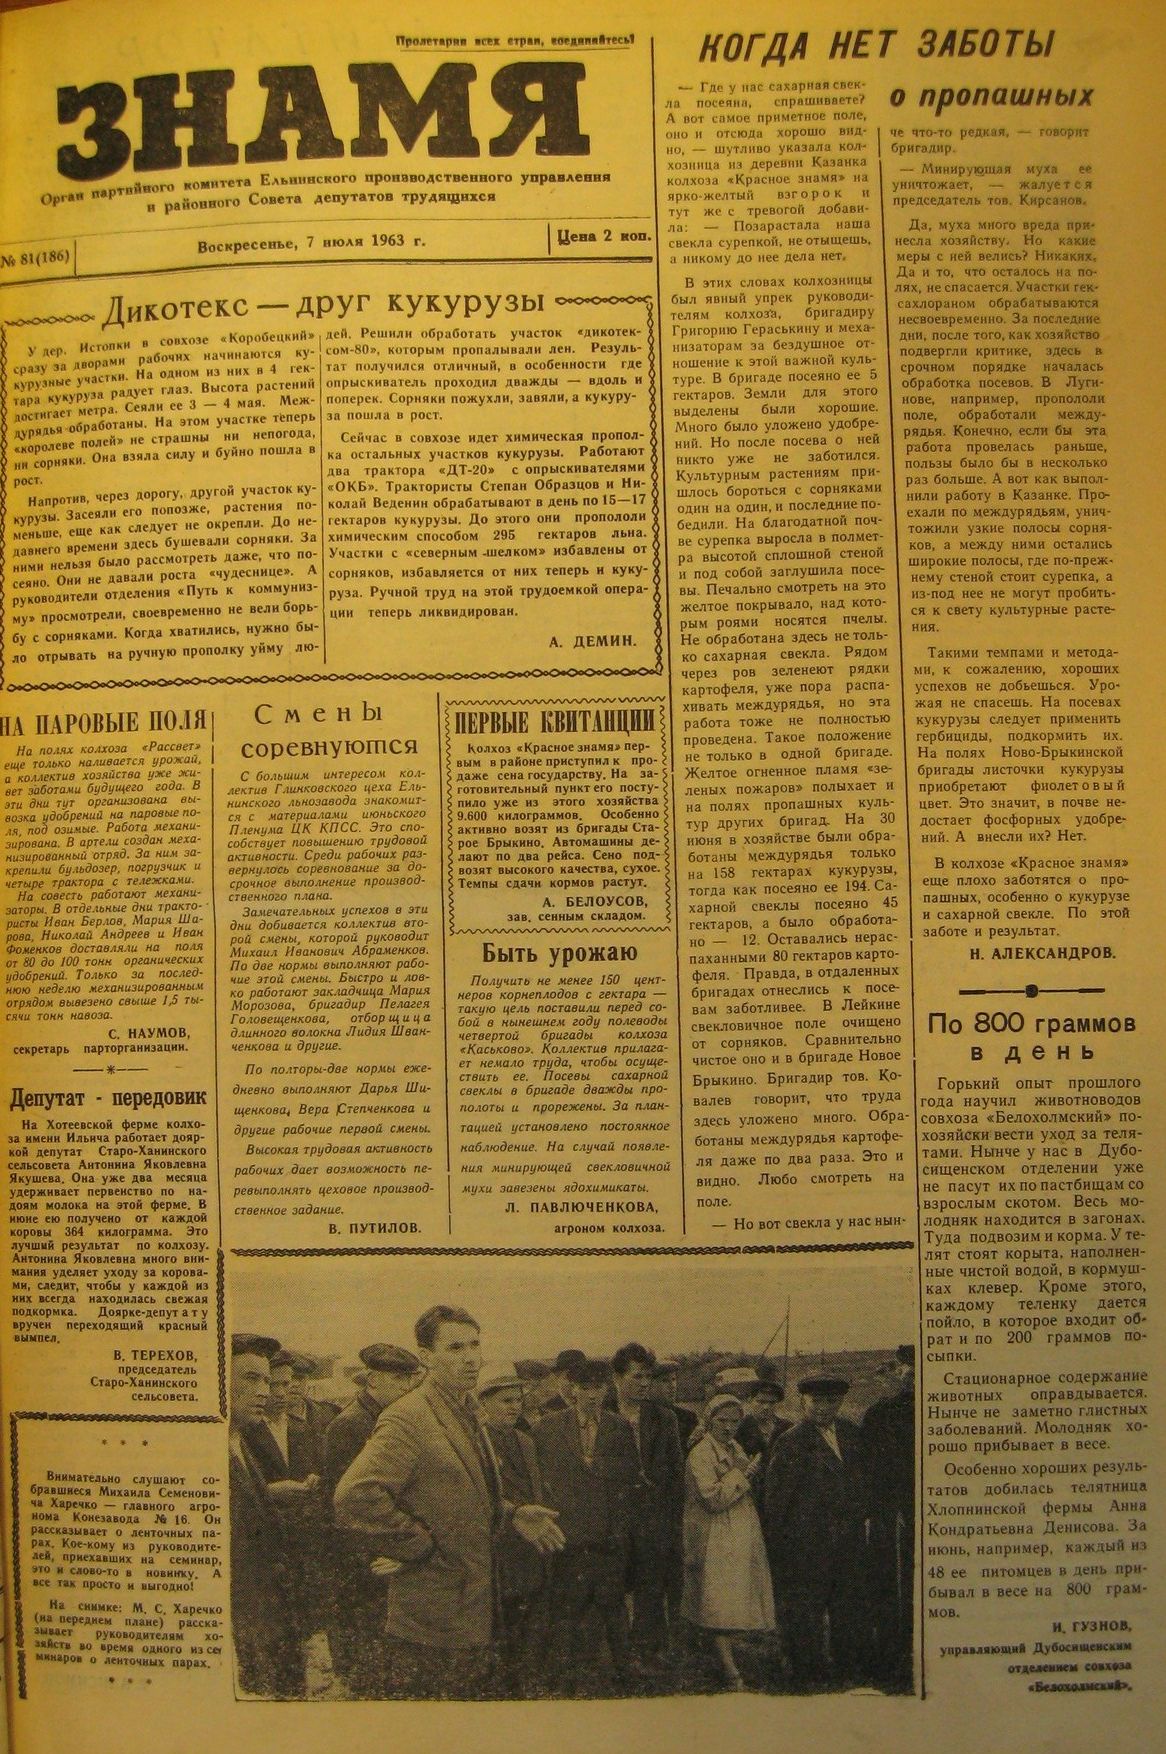 Пролетарии всех стран, соединяйтесь!
ЗНАМЯ
Орган партийного комитета Ельнинского производственного управления
и районного Совета депутатов трудящихся
№ 81(186)
Воскресенье, 7 июля 1963 г.
Цена 2 коп.
Дикотекс — друг кукурузы
У дер. Истопки в совхозе «Коробецкий»
сразу за дворами рабочих начинаются ку-
курузные участки. На одном из них в 4 гек-
тара кукуруза радует глаз. Высота растений
достигает метра. Сеяли ее 3 — 4 мая. Меж-
дурядья обработаны. На этом участке теперь
«королеве полей» не страшны ни непогода,
ни сорняки. Она взяла силу и буйно пошла в
рост.
Напротив, через дорогу, другой участок ку-
курузы. Засеяли его попозже, растения по-
меньше, еще как следует не окрепли. До не-
давнего времени здесь бушевали сорняки. За
ними нельзя было рассмотреть даже, что по-
сеяно. Они не давали роста «чудеснице». А
руководители отделения «Путь к коммуниз-
му» просмотрели, своевременно не вели борь-
бу с сорняками. Когда хватились, нужно бы-
ло отрывать на ручную прополку уйму лю-
дей. Решили обработать участок «дикотек-
сом-80», которым пропалывали лен. Резуль-
тат получился отличный, в особенности где
опрыскиватель проходил дважды — вдоль и
поперек. Сорняки пожухли, завяли, а кукуру-
за пошла в рост.
Сейчас в совхозе идет химическая пропол-
ка остальных участков кукурузы. Работают
два трактора «ДТ-20» с опрыскивателями
«ОКБ». Трактористы Степан Образцов и Ни-
колай Веденин обрабатывают в день по 15—17
гектаров кукурузы. До этого они пропололи
химическим способом 295 гектаров льна.
Участки с «северным -шелком» избавлены от
сорняков, избавляется от них теперь и куку-
руза. Ручной труд на этой трудоемкой опера-
ции теперь ликвидирован.
А. ДЕМИН.
НА ПАРОВЫЕ ПОЛЯ
На полях колхоза «Рассвет»
еще только наливается урожай,
а коллектив хозяйства уже жи-
вет заботами будущего года. В
эти дни тут организована вы-
возка удобрений на паровые по-
ля, под озимые. Работа механи-
зирована. В артели создан меха-
низированный отряд. За ним за-
крепили бульдозер, погрузчик и
четыре трактора с тележками.
На совесть работают механи-
заторы. В отдельные дни тракто-
ристы Иван Берлов, Мария Ша-
рова, Николай Андреев и Иван
Фоменков доставляли на поля
от 80 до 100 тонн органических
удобрений. Только за послед-
нюю неделю механизированным
отрядом вывезено свыше 1,5 ты-
сячи тонн навоза.
С. НАУМОВ,
секретарь парторганизации.
Депутат - передовик
На Хотеевской ферме колхо-
за имени Ильича работает дояр-
кой депутат Старо-Ханинского
сельсовета Антонина Яковлевна
Якушева. Она уже два месяца
удерживает первенство по на-
доям молока на этой ферме. В
июне ею получено от каждой
коровы 364 килограмма. Это
лучший результат по колхозу.
Антонина Яковлевна много вни-
мания уделяет уходу за корова-
ми, следит, чтобы у каждой из
них всегда находилась свежая
подкормка. Доярке-депутату
вручен переходящий красный
вымпел.
В. ТЕРЕХОВ,
председатель
Старо-Ханинского
сельсовета.
* * *
Внимательно слушают со-
бравшиеся Михаила Семенови-
ча Харечко — главного агро-
нома Конезавода № 16. Он
рассказывает о ленточных па-
рах. Кое-кому из руководите-
лей, приехавших на семинар,
это и слово-то в новинку. А
все так просто и выгодно!
На снимке: М. С. Харечко
(на переднем плане) расска-
зывает руководителям хо-
зяйств во время одного из се-
минаров о ленточных парах.
* * *
Смены
соревнуются
С большим интересом кол-
лектив Глинковского цеха Ель-
нинского льнозавода знакомит-
ся с материалами июньского
Пленума ЦК КПСС. Это спо-
собствует повышению трудовой
активности. Среди рабочих раз-
вернулось соревнование за до-
срочное выполнение производ-
ственного плана.
Замечательных успехов в эти
дни добивается коллектив вто-
рой смены, которой руководит
Михаил Иванович Абраменков.
По две нормы выполняют рабо-
чие этой смены. Быстро и лов-
ко работают закладчица Мария
Морозова, бригадир Пелагея
Головещенкова, отборщица
длинного волокна Лидия Шван-
ченкова и другие.
По полторы-две нормы еже-
дневно выполняют Дарья Ши-
щенкова, Вера Степченкова и
другие рабочие первой смены.
Высокая трудовая активность
рабочих дает возможность пе-
ревыполнять цеховое производ-
ственное задание.
В. ПУТИЛОВ.
ПЕРВЫЕ КВИТАНЦИИ
Колхоз «Красное знамя» пер-
вым в районе приступил к про-
даже сена государству. На за-
готовительный пункт его посту-
пило уже из этого хозяйства
9.600 килограммов. Особенно
активно возят из бригады Ста-
рое Брыкино. Автомашины де-
лают по два рейса. Сено под-
возят высокого качества, сухое.
Темпы сдачи кормов растут.
А. БЕЛОУСОВ,
зав. сенным складом.
Быть урожаю
Получить не менее 150 цент-
неров корнеплодов с гектара —
такую цель поставили перед со-
бой в нынешнем году полеводы
четвертой бригады колхоза
«Каськово». Коллектив прилага-
ет немало труда, чтобы осуще-
ствить ее. Посевы сахарной
свеклы в бригаде дважды про-
полоты и прорежены. За план-
тацией установлено постоянное
наблюдение. На случай появле-
ния минирующей свекловичной
мухи завезены ядохимикаты.
Л. ПАВЛЮЧЕНКОВА,
агроном колхоза.
КОГДА НЕТ ЗАБОТЫ
о пропашных
— Где у нас сахарная свек-
ла посеяна, спрашиваете?
А вот самое приметное поле,
оно и отсюда хорошо вид-
но, — шутливо указала кол-
хозница из деревни Казанка
колхоза «Красное знамя» на
ярко-желтый взгорок и
тут же с тревогой добави-
ла: — Позарастала наша
свекла сурепкой, не отыщешь,
а никому до нее дела нет.
В этих словах колхозницы
был явный упрек руководи-
телям колхоза, бригадиру
Григорию Гераськину и меха-
низаторам за бездушное от-
ношение к этой важной куль-
туре. В бригаде посеяно ее 5
гектаров. Земли для этого
выделены были хорошие.
Много было уложено удобре-
ний. Но после посева о ней
никто уже не заботился.
Культурным растениям при-
шлось бороться с сорняками
один на один, и последние по-
бедили. На благодатной поч-
ве сурепка выросла в полмет-
ра высотой сплошной стеной
и под собой заглушила посе-
вы. Печально смотреть на это
желтое покрывало, над кото-
рым роями носятся пчелы.
Не обработана здесь не толь-
ко сахарная свекла. Рядом
через ров зеленеют рядки
картофеля, уже пора распа-
хивать междурядья, но эта
работа тоже не полностью
проведена. Такое положение
не только в одной бригаде.
Желтое огненное пламя «зе-
леных пожаров» полыхает и
на полях пропашных куль-
тур других бригад. На 30
июня в хозяйстве были обра-
ботаны междурядья только
на 158 гектарах кукурузы,
тогда как посеяно ее 194. Са-
харной свеклы посеяно 45
гектаров, а было обработа-
но — 12. Оставались нерас-
паханными 80 гектаров карто-
феля. Правда, в отдаленных
бригадах отнеслись к посе-
вам заботливее. В Лейкине
свекловичное поле очищено
от сорняков. Сравнительно
чистое оно и в бригаде Новое
Брыкино. Бригадир тов. Ко-
валев говорит, что труда
здесь уложено много. Обра-
ботаны междурядья картофе-
ля даже по два раза. Это и
видно. Любо смотреть на
поле.
— Но вот свекла у нас нын-
че что-то редкая, — говорит
бригадир.
— Минирующая муха ее
уничтожает, — жалуется
председатель тов. Кирсанов.
Да, муха много вреда при-
несла хозяйству. Но какие
меры с ней велись? Никаких.
Да и то, что осталось на по-
лях, не спасается. Участки гек-
сахлораном обрабатываются
несвоевременно. За последние
дни, после того, как хозяйство
подвергли критике, здесь в
срочном порядке началась
обработка посевов. В Луги-
нове, например, пропололи
поле, обработали между-
рядья. Конечно, если бы эта
работа провелась раньше,
пользы было бы в несколько
раз больше. А вот как выпол-
нили работу в Казанке. Про-
ехали по междурядьям, унич-
тожили узкие полосы сорня-
ков, а между ними остались
широкие полосы, где по-преж-
нему стеной стоит сурепка, а
из-под нее не могут пробить-
ся к свету культурные расте-
ния.
Такими темпами и метода-
ми, к сожалению, хороших
успехов не добьешься. Уро-
жая не спасешь. На посевах
кукурузы следует применить
гербициды, подкормить их.
На полях Ново-Брыкинской
бригады листочки кукурузы
приобретают фиолетовый
цвет. Это значит, в почве не-
достает фосфорных удобре-
ний. А внесли их? Нет.
В колхозе «Красное знамя»
еще плохо заботятся о про-
пашных, особенно о кукурузе
и сахарной свекле. По этой
заботе и результат.
Н. АЛЕКСАНДРОВ.
По 800 граммов
в день
Горький опыт прошлого
года научил животноводов
совхоза «Белохолмский» по-
хозяйски вести уход за теля-
тами. Нынче у нас в Дубо-
сищенском отделении уже
не пасут их по пастбищам со
взрослым скотом. Весь мо-
лодняк находится в загонах.
Туда подвозим и корма. У те-
лят стоят корыта, наполнен-
ные чистой водой, в кормуш-
ках клевер. Кроме этого,
каждому теленку дается
пойло, в которое входит об-
рат и по 200 граммов по-
сыпки.
Стационарное содержание
животных оправдывается.
Нынче не заметно глистных
заболеваний. Молодняк хо-
рошо прибывает в весе.
Особенно хороших резуль-
татов добилась телятница
Хлопнинской фермы Анна
Кондратьевна Денисова. За
июнь, например, каждый из
48 ее питомцев в день при-
бывал в весе на 800 грам-
мов.
И. ГУЗНОВ,
управляющий Дубосищенским
отделением совхоза
«Белохолмский».